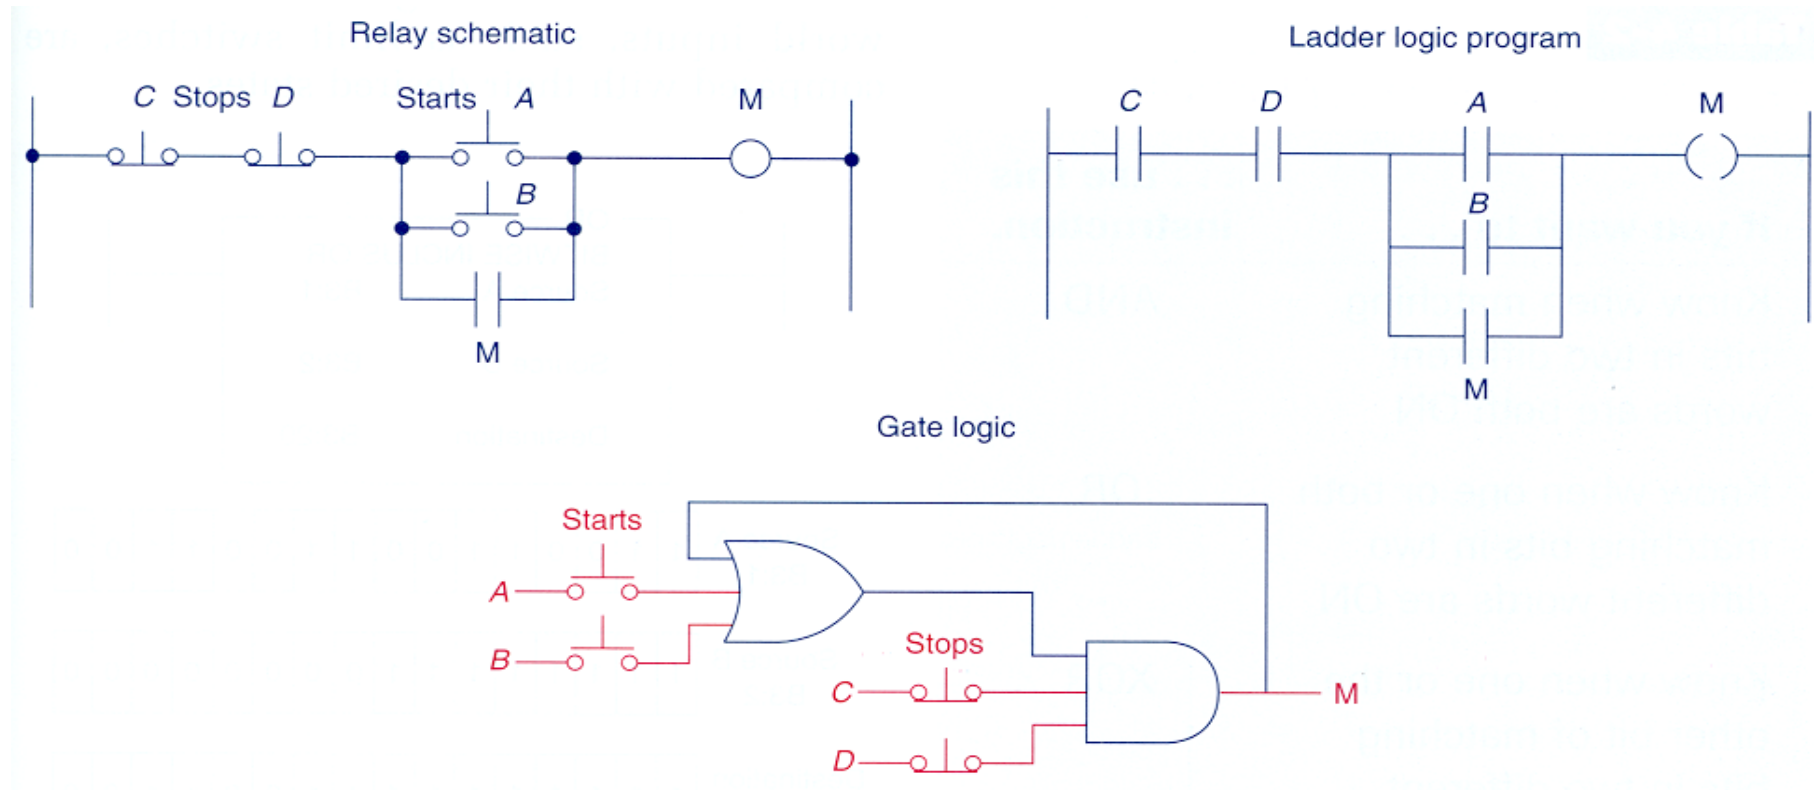 Relay schematic
C Stops D Starts A M
B
M
Ladder logic program
C D A M
B
M
Gate logic
Starts
A
B
Stops
C
M
D